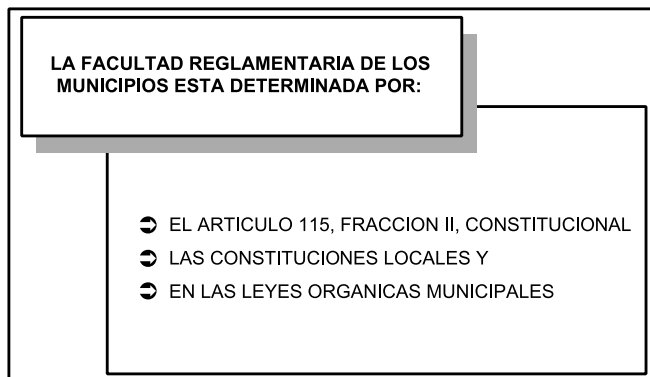 LA FACULTAD REGLAMENTARIA DE LOS
MUNICIPIOS ESTA DETERMINADA POR:
➲ EL ARTICULO 115, FRACCION II, CONSTITUCIONAL
➲ LAS CONSTITUCIONES LOCALES Y
➲ EN LAS LEYES ORGANICAS MUNICIPALES